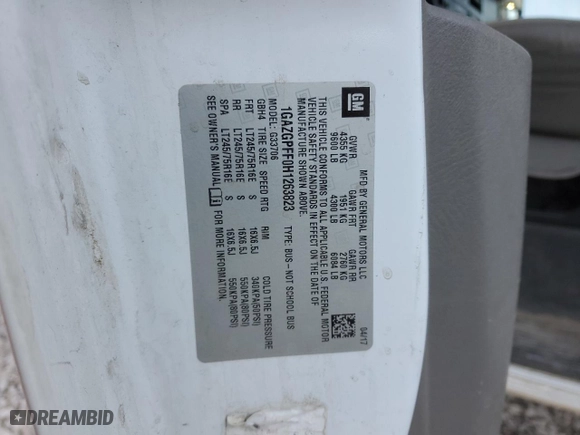 GM
MFD BY GENERAL MOTORS LLC
04/17
GVWR GAWR FRT GAWR RR
4355 KG 1951 KG 2760 KG
9600 LB 4300 LB 6084 LB
THIS VEHICLE CONFORMS TO ALL APPLICABLE U.S. FEDERAL MOTOR
VEHICLE SAFETY STANDARDS IN EFFECT ON THE DATE OF
MANUFACTURE SHOWN ABOVE.
1GAZGPFF0H1263823 TYPE: BUS-NOT SCHOOL BUS
MODEL: G33706
GBH4 TIRE SIZE SPEED RTG RIM COLD TIRE PRESSURE
FRT LT245/75R16E S 16X6.5J 340KPA(50PSI)
RR LT245/75R16E S 16X6.5J 550KPA(80PSI)
SPA LT245/75R16E S 16X6.5J 550KPA(80PSI)
SEE OWNER'S MANUAL FOR MORE INFORMATION.
DREAMBID